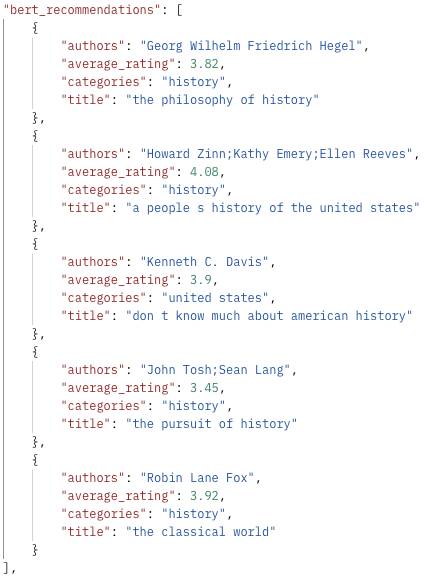 "bert_recommendations": [
{
"authors": "Georg Wilhelm Friedrich Hegel",
"average_rating": 3.82,
"categories": "history",
"title": "the philosophy of history"
},
{
"authors": "Howard Zinn;Kathy Emery;Ellen Reeves",
"average_rating": 4.08,
"categories": "history",
"title": "a people s history of the united states"
},
{
"authors": "Kenneth C. Davis",
"average_rating": 3.9,
"categories": "united states",
"title": "don t know much about american history"
},
{
"authors": "John Tosh;Sean Lang",
"average_rating": 3.45,
"categories": "history",
"title": "the pursuit of history"
},
{
"authors": "Robin Lane Fox",
"average_rating": 3.92,
"categories": "history",
"title": "the classical world"
}
],